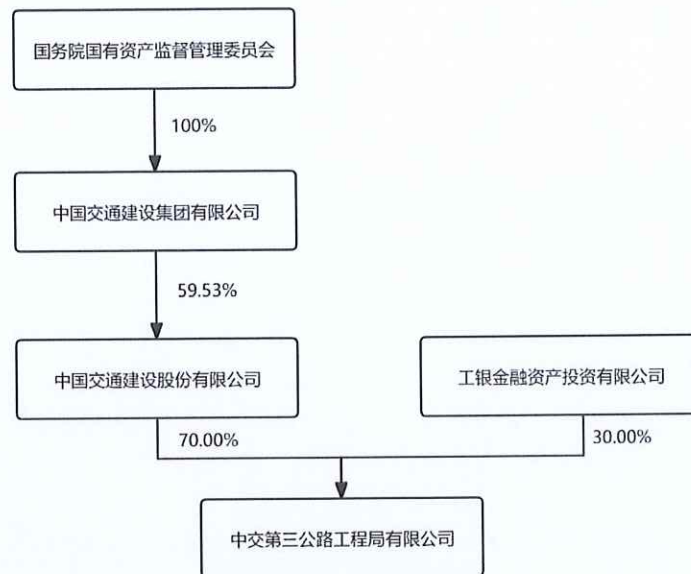 国务院国有资产监督管理委员会
100%
中国交通建设集团有限公司
59.53%
中国交通建设股份有限公司
工银金融资产投资有限公司
70.00%
30.00%
中交第三公路工程局有限公司